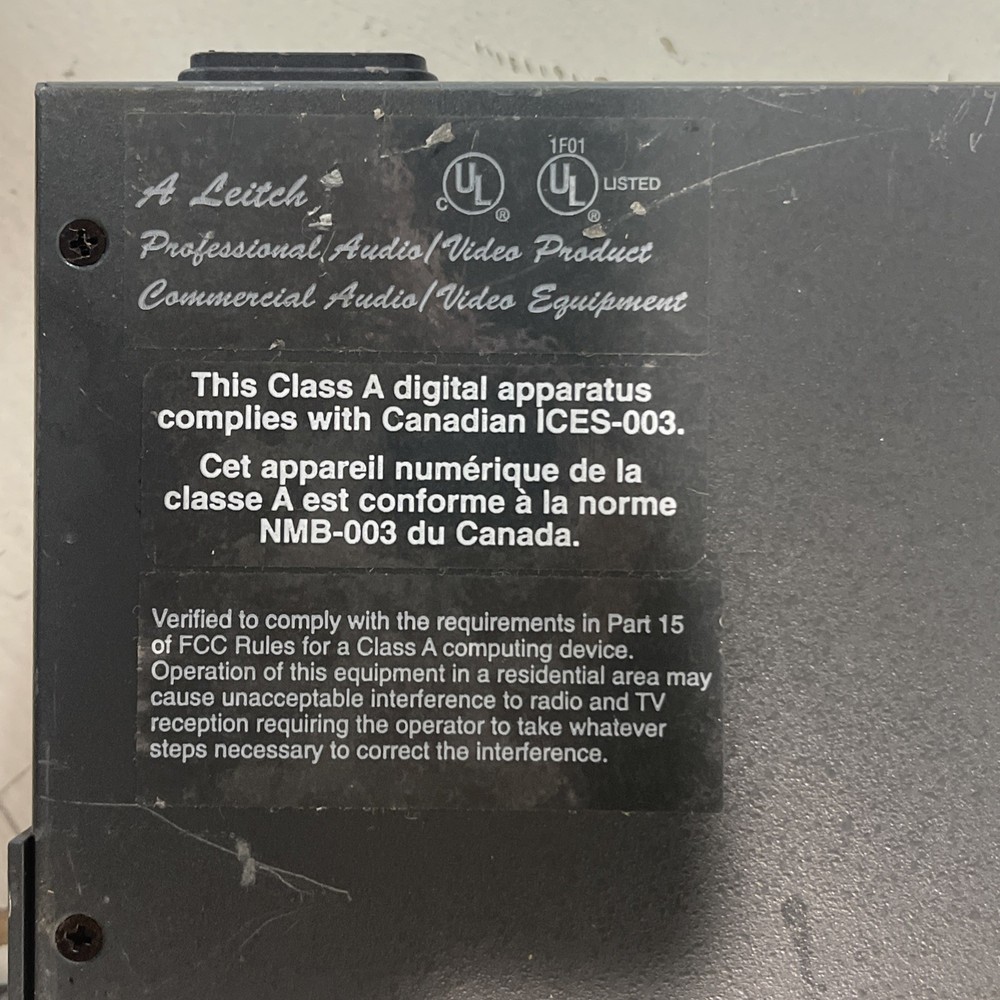 1F01
C UL ® UL ® LISTED
A Leitch
Professional Audio/Video Product
Commercial Audio/Video Equipment
This Class A digital apparatus
complies with Canadian ICES-003.
Cet appareil numérique de la
classe A est conforme à la norme
NMB-003 du Canada.
Verified to comply with the requirements in Part 15
of FCC Rules for a Class A computing device.
Operation of this equipment in a residential area may
cause unacceptable interference to radio and TV
reception requiring the operator to take whatever
steps necessary to correct the interference.